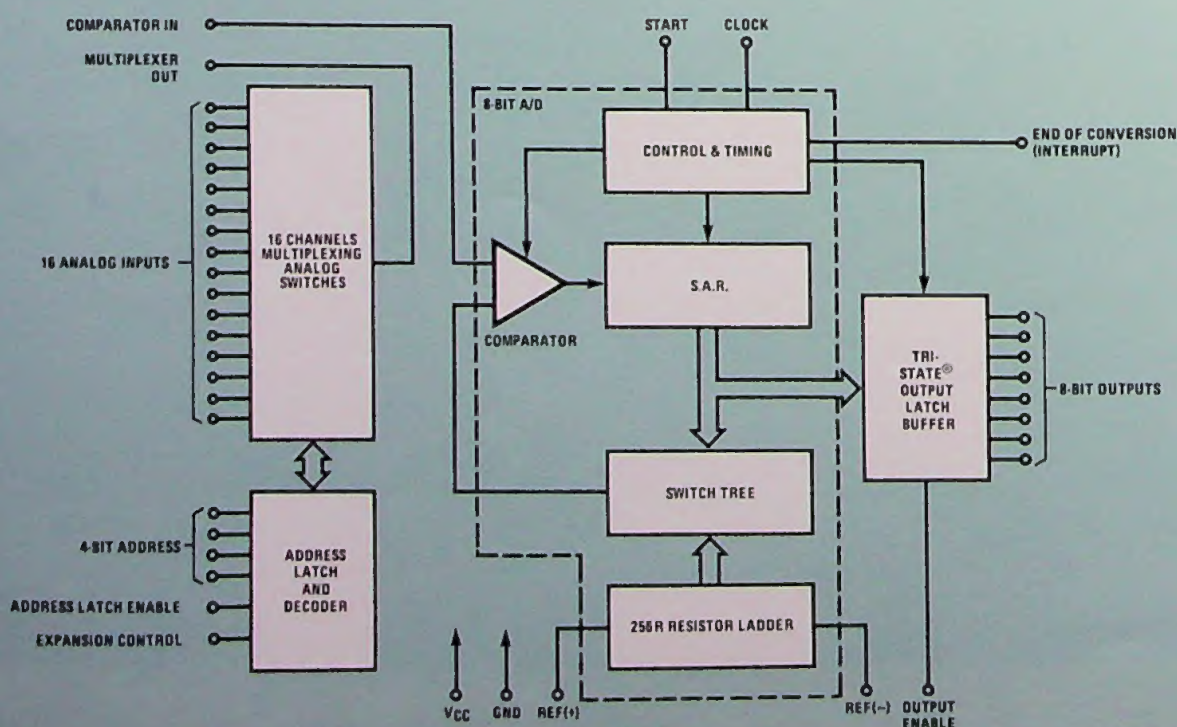 COMPARATOR IN
MULTIPLEXER
OUT
START
CLOCK
8-BIT A/D
CONTROL & TIMING
END OF CONVERSION
(INTERRUPT)
16 ANALOG INPUTS
16 CHANNELS
MULTIPLEXING
ANALOG
SWITCHES
S.A.R.
COMPARATOR
TRI-
STATE®
OUTPUT
LATCH
BUFFER
8-BIT OUTPUTS
SWITCH TREE
4-BIT ADDRESS
ADDRESS
LATCH
AND
DECODER
ADDRESS LATCH ENABLE
EXPANSION CONTROL
256R RESISTOR LADDER
VCC
GND
REF(+)
REF(−)
OUTPUT
ENABLE